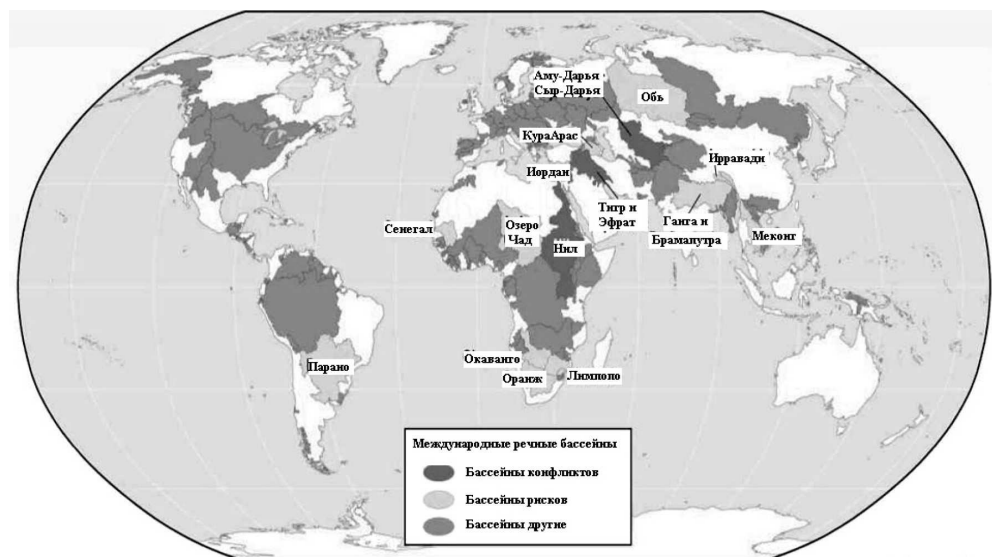 Аму-Дарья
Сыр-Дарья
Обь
КураАрас
Ирравади
Иордан
Тигр и
Эфрат
Ганга и
Брамапутра
Сенегал
Озеро
Чад
Нил
Меконг
Окаванго
Парано
Оранж
Лимпопо
Международные речные бассейны
Бассейны конфликтов
Бассейны рисков
Бассейны другие